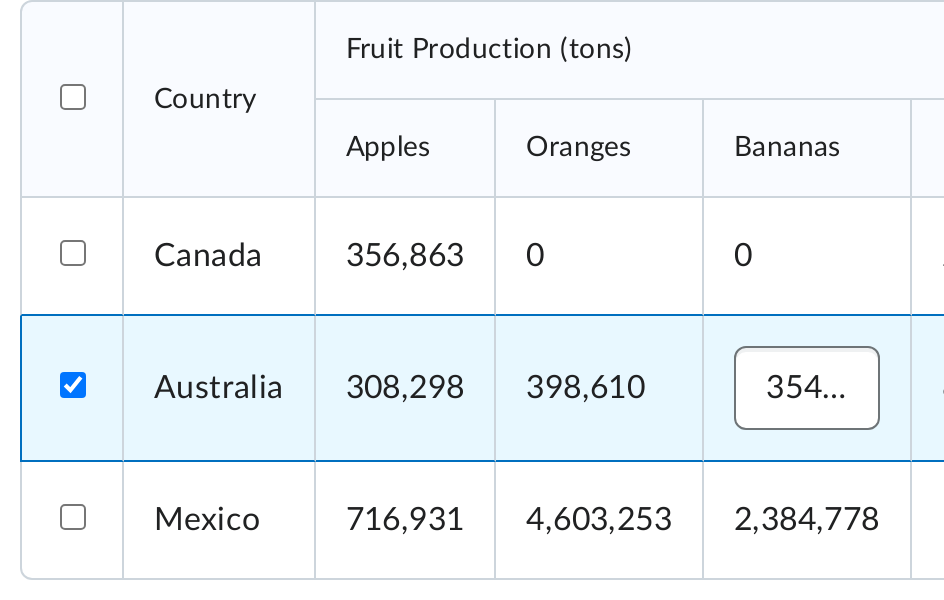 Fruit Production (tons)
Country
Apples Oranges Bananas
Canada 356,863 0 0
Australia 308,298 398,610 354...
Mexico 716,931 4,603,253 2,384,778